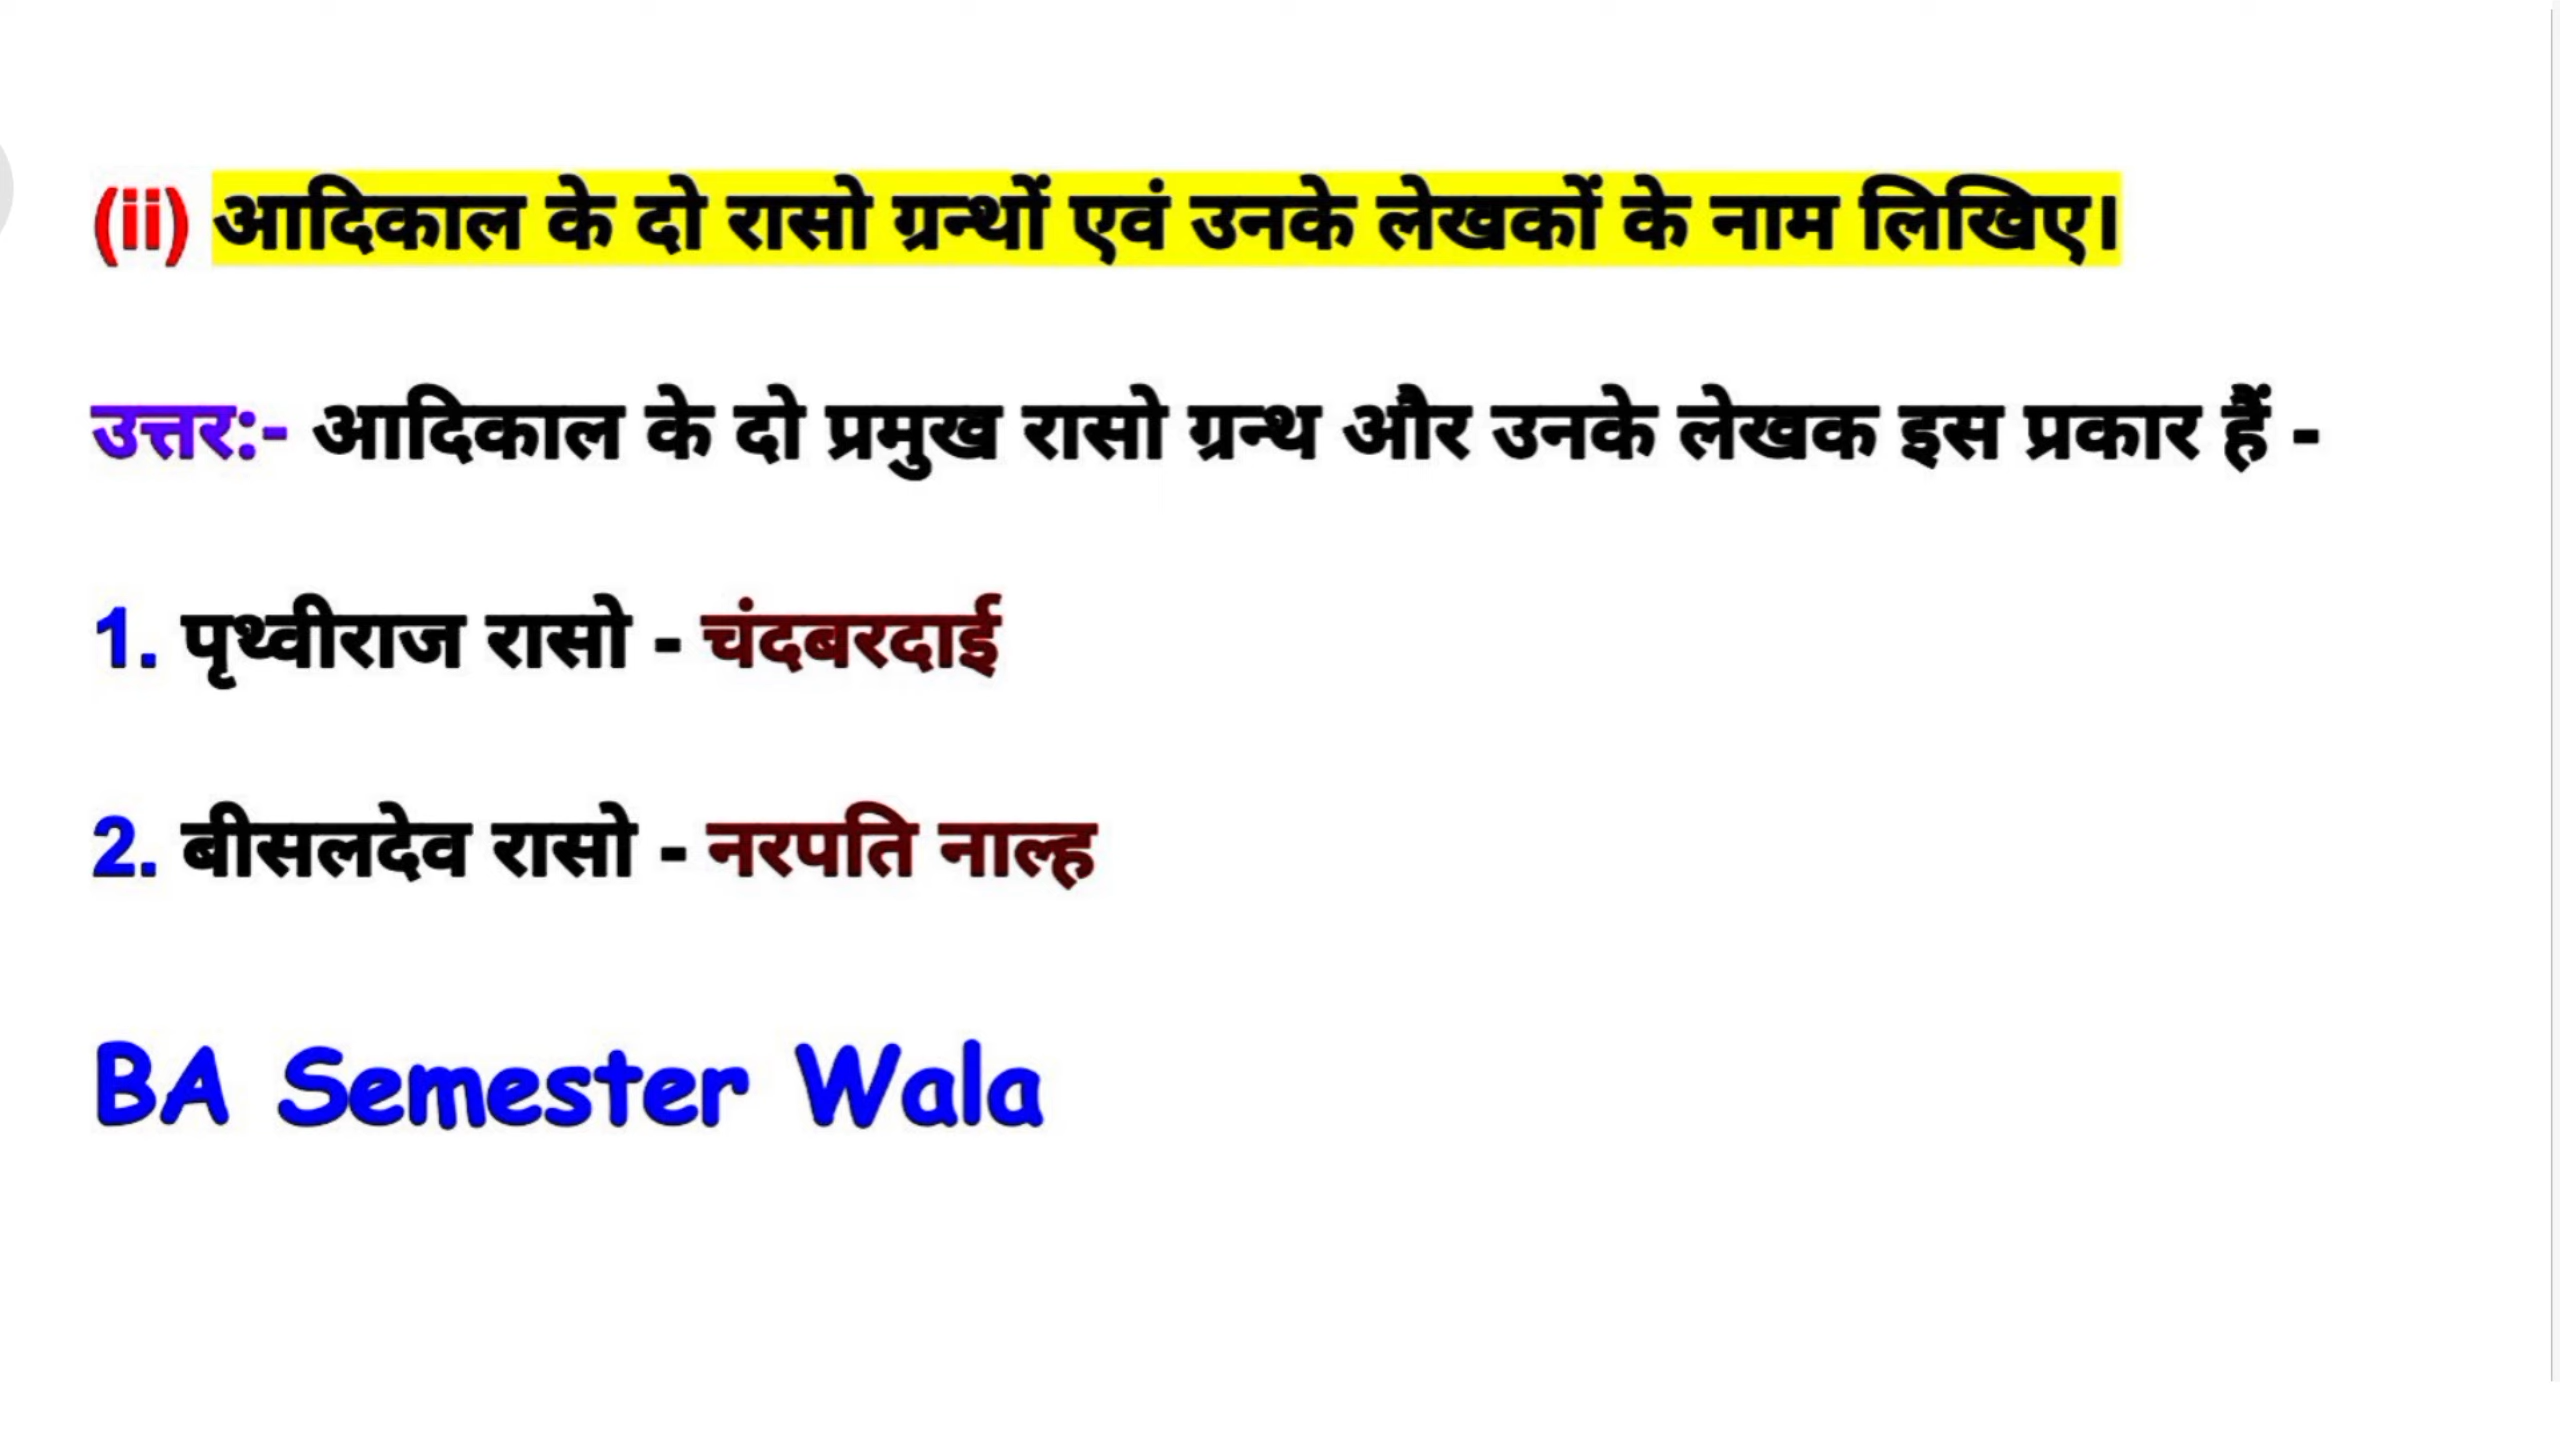 (ii) आदिकाल के दो रासो ग्रन्थों एवं उनके लेखकों के नाम लिखिए।
उत्तर:- आदिकाल के दो प्रमुख रासो ग्रन्थ और उनके लेखक इस प्रकार हैं -
1. पृथ्वीराज रासो - चंदबरदाई
2. बीसलदेव रासो - नरपति नाल्ह
BA Semester Wala